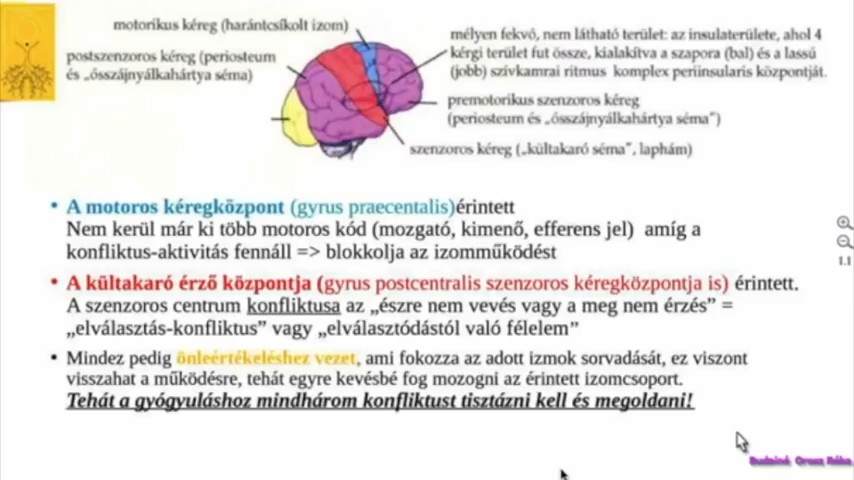 motorikus kéreg (harántcsíkolt izom)
posztszenzoros kéreg (periosteum
és „ősszájnyálkahártya séma)
mélyen fekvő, nem látható terület: az insulaterülete, ahol 4
kérgi terület fut össze, kialakítva a szapora (bal) és a lassú
(jobb) szívkamrai ritmus komplex periinsularis központját.
premotorikus szenzoros kéreg
(periosteum és „ősszájnyálkahártya séma”)
szenzoros kéreg („kültakaró séma”, laphám)
• A motoros kéregközpont (gyrus praecentalis)érintett
Nem kerül már ki több motoros kód (mozgató, kimenő, efferens jel) amíg a
konfliktus-aktivitás fennáll => blokkolja az izomműködést
• A kültakaró érző központja (gyrus postcentralis szenzoros kéregközpontja is) érintett.
A szenzoros centrum konfliktusa az „észre nem vevés vagy a meg nem érzés” =
„elválasztás-konfliktus” vagy „elválasztódástól való félelem”
• Mindez pedig önleértékeléshez vezet, ami fokozza az adott izmok sorvadását, ez viszont
visszahat a működésre, tehát egyre kevésbé fog mozogni az érintett izomcsoport.
Tehát a gyógyuláshoz mindhárom konfliktust tisztázni kell és megoldani!
1:1